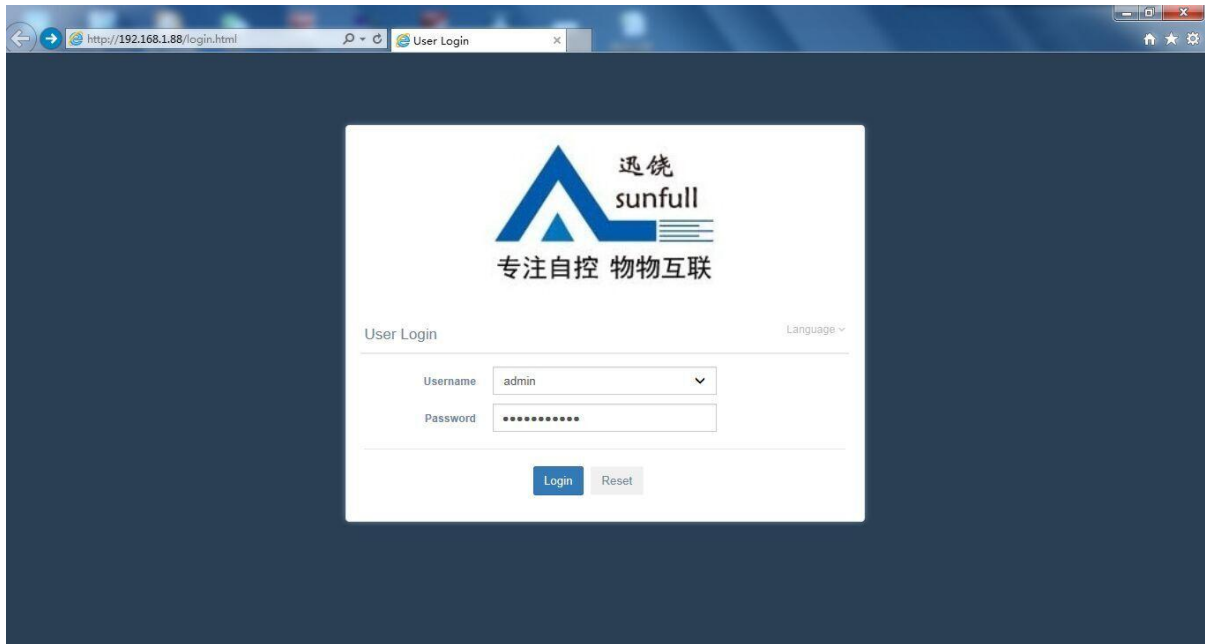 http://192.168.1.88/login.html
User Login
迅饶
sunfull
专注自控 物物互联
User Login
Language
Username
admin
Password
Login
Reset